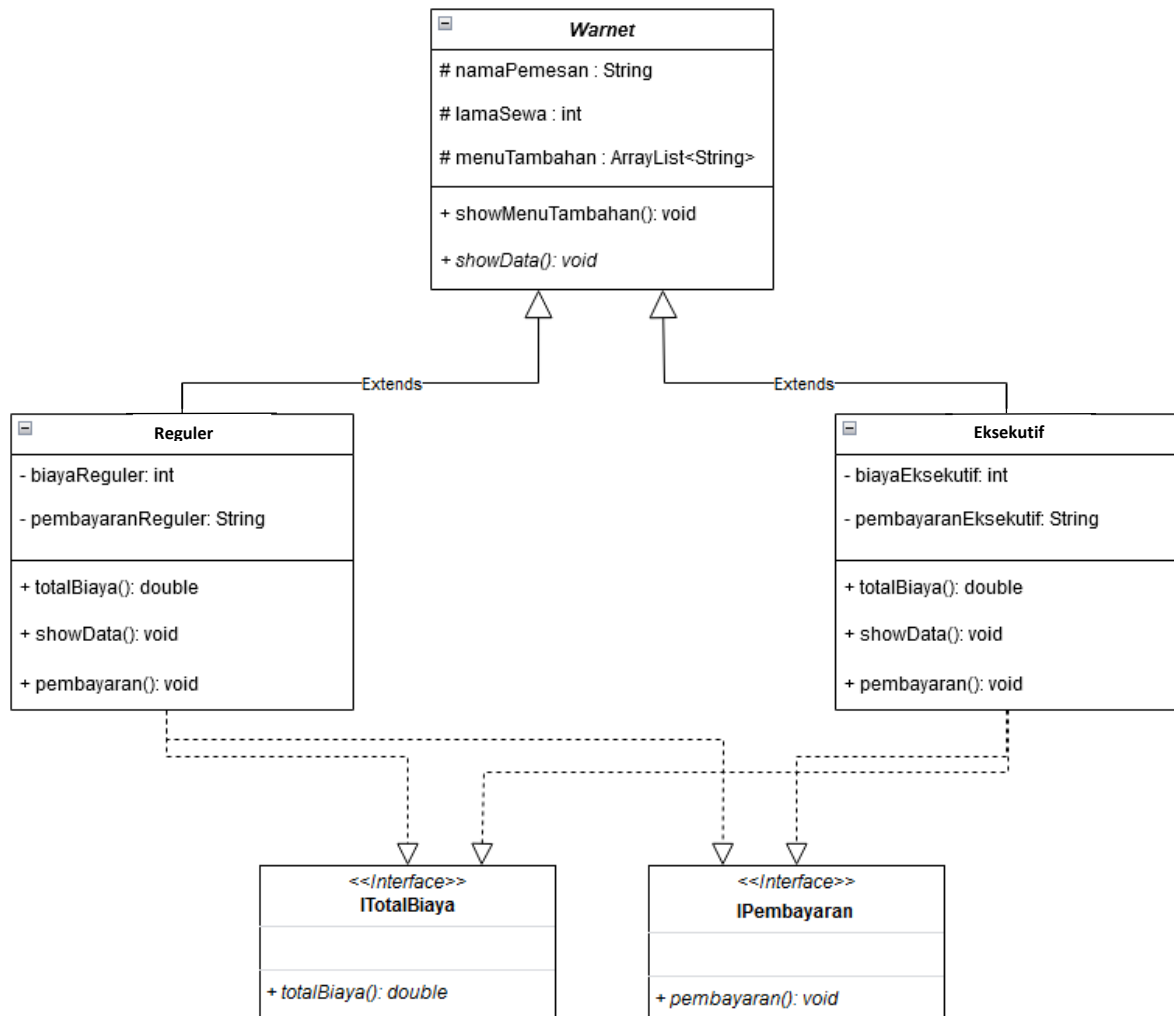 Warnet
# namaPemesan : String
# lamaSewa : int
# menuTambahan : ArrayList<String>
+ showMenuTambahan(): void
+ showData(): void
Extends
Extends
Reguler
- biayaReguler: int
- pembayaranReguler: String
+ totalBiaya(): double
+ showData(): void
+ pembayaran(): void
Eksekutif
- biayaEksekutif: int
- pembayaranEksekutif: String
+ totalBiaya(): double
+ showData(): void
+ pembayaran(): void
<<Interface>>
ITotalBiaya
+ totalBiaya(): double
<<Interface>>
IPembayaran
+ pembayaran(): void